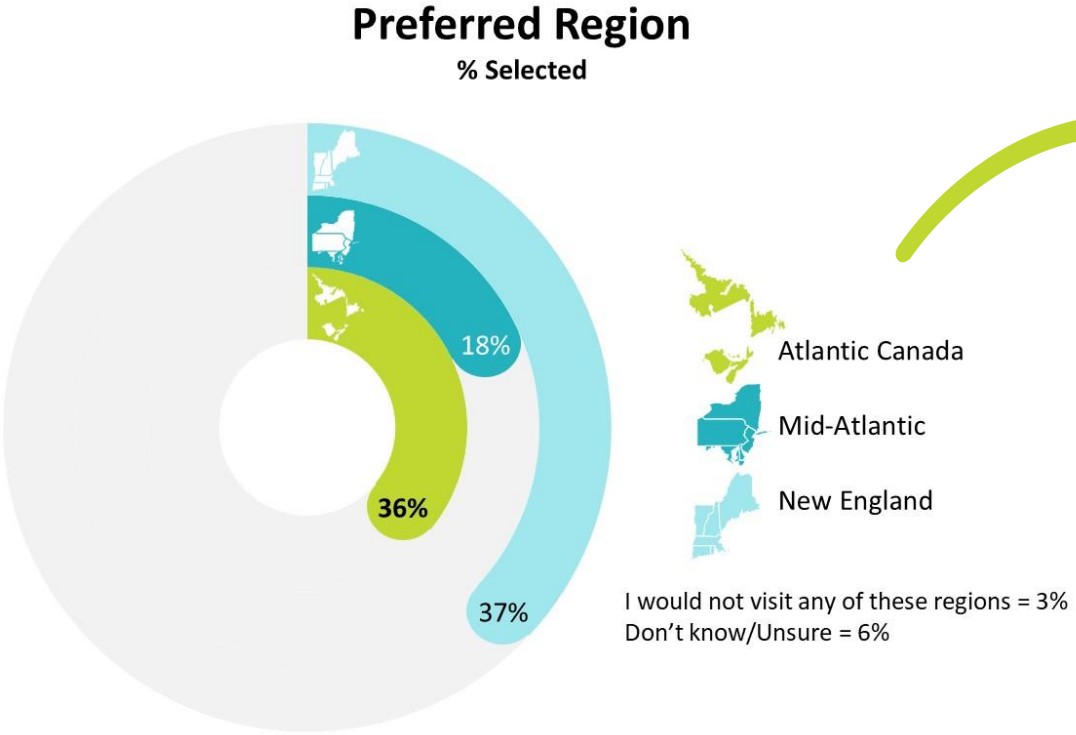 Preferred Region
% Selected
18%
36%
37%
Atlantic Canada
Mid-Atlantic
New England
I would not visit any of these regions = 3%
Don’t know/Unsure = 6%